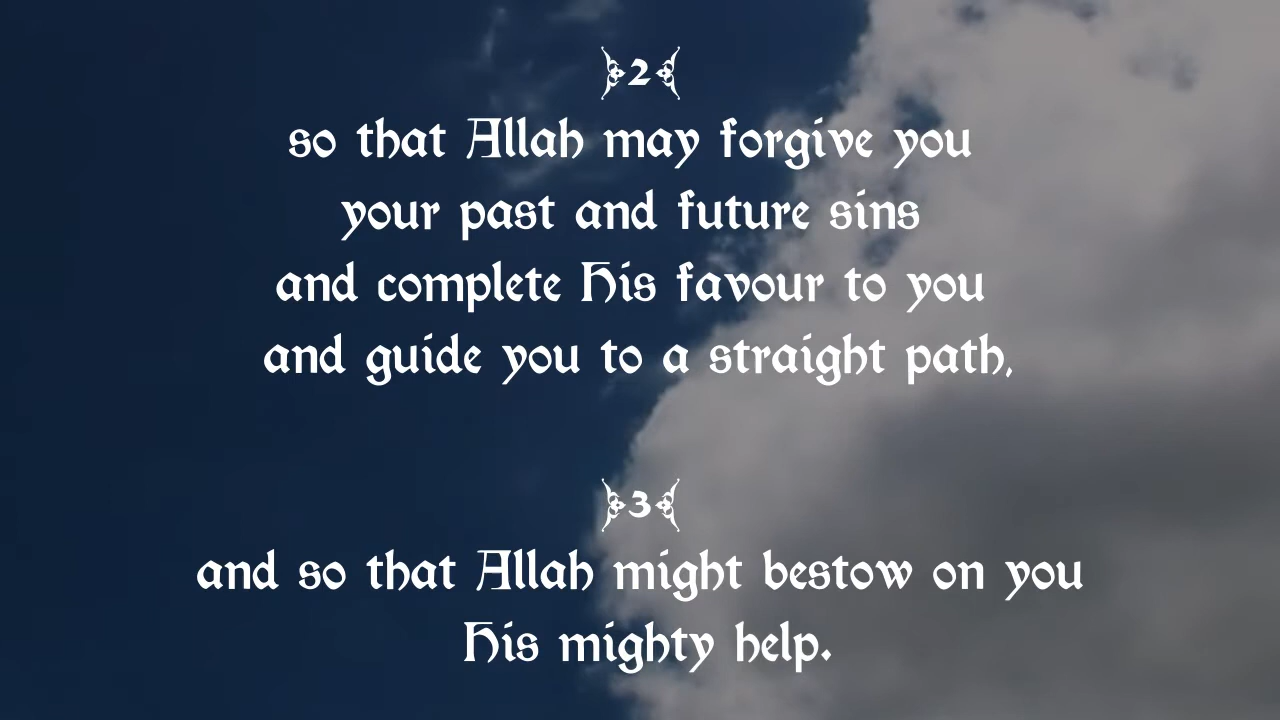 2
so that Allah may forgive you
your past and future sins
and complete His favour to you
and guide you to a straight path,
3
and so that Allah might bestow on you
His mighty help.